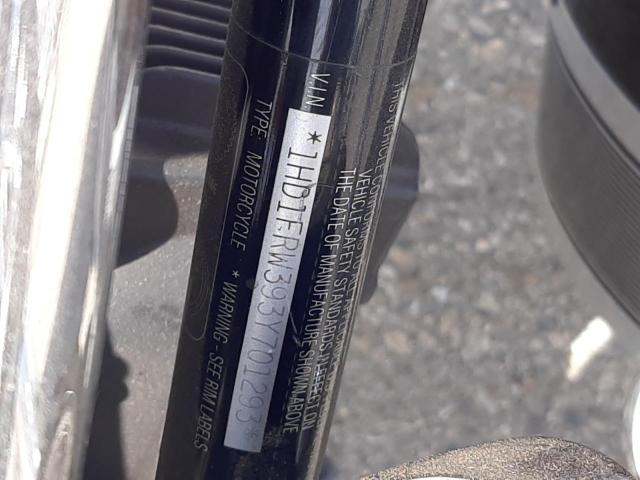 THIS VEHICLE CONFORMS TO
VEHICLE SAFETY STANDARDS IN EFFECT ON
THE DATE OF MANUFACTURE SHOWN ABOVE
V.I.N. *1HD1FRW393Y701293*
TYPE: MOTORCYCLE * WARNING - SEE RIM LABELS